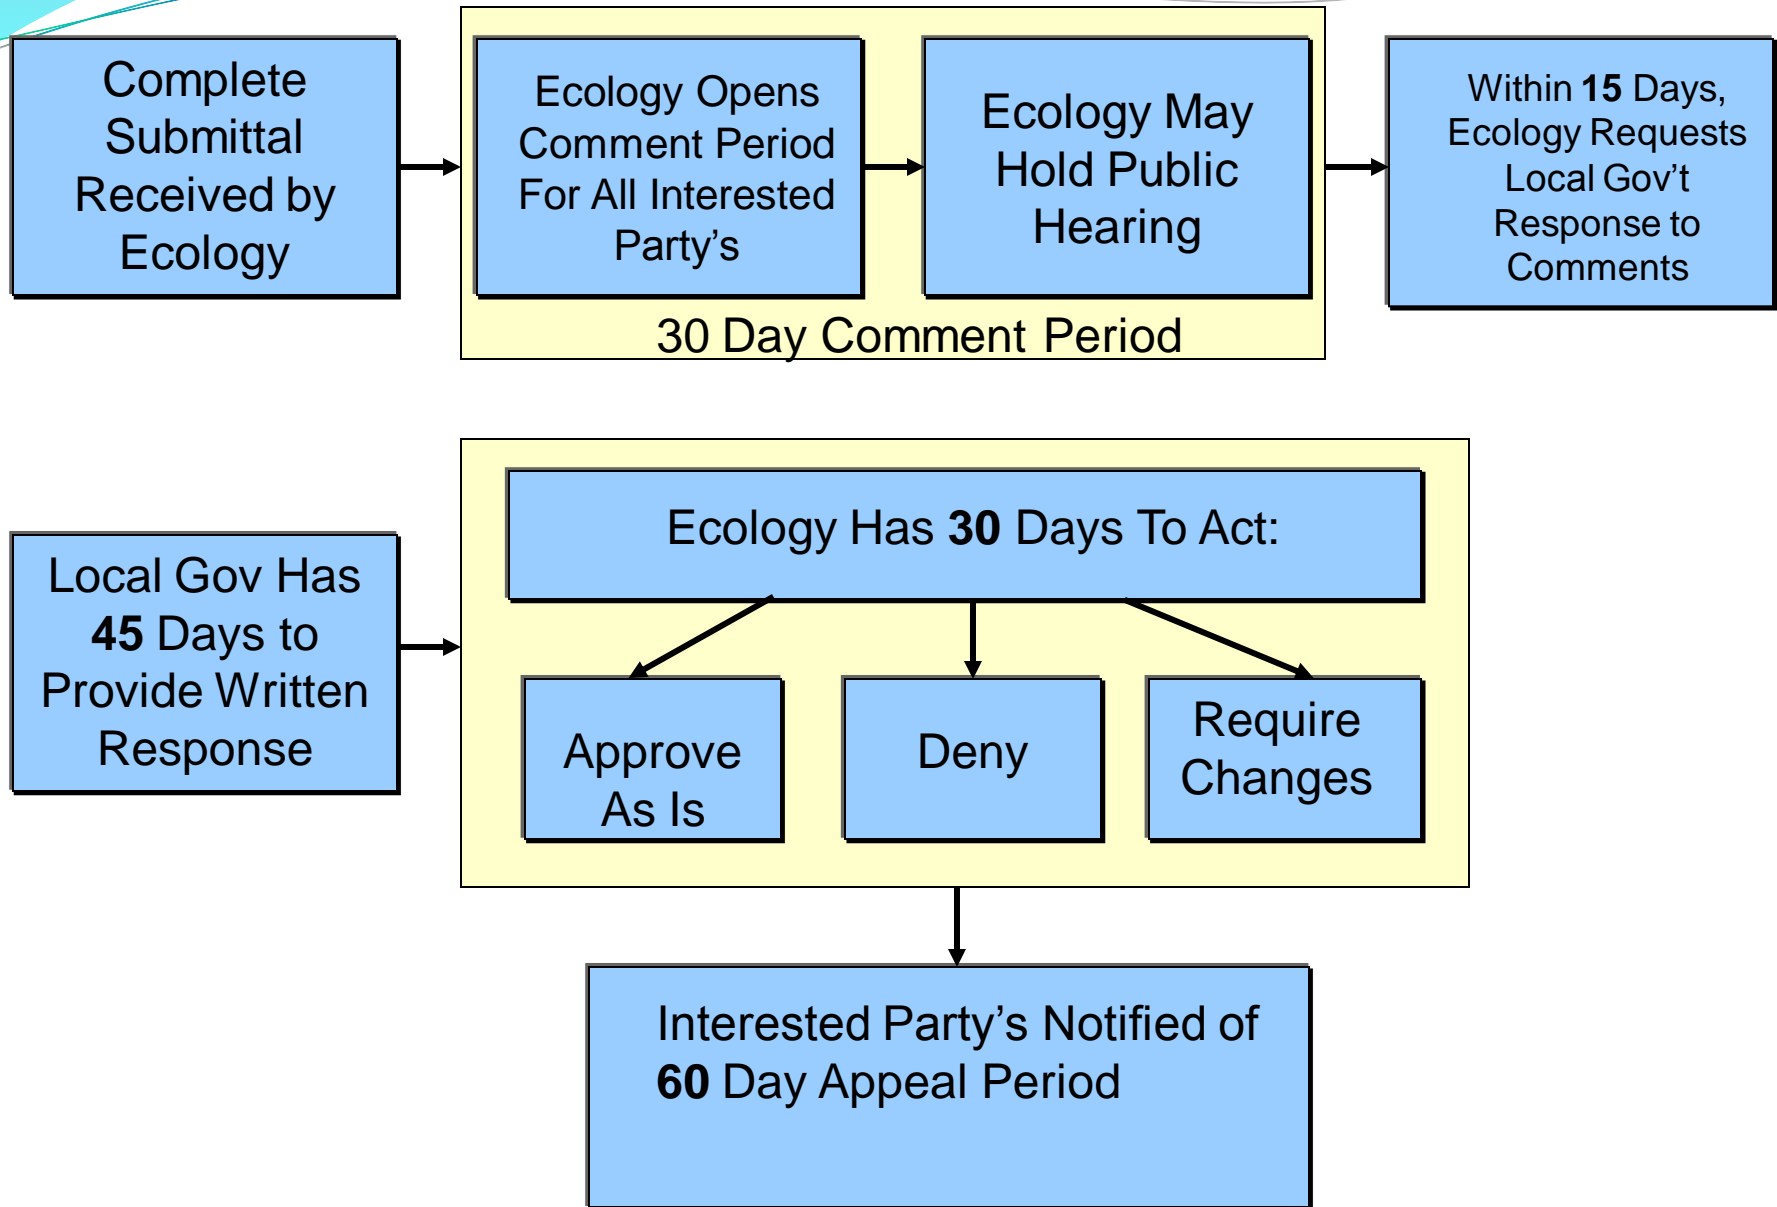 Complete
Submittal
Received by
Ecology
Ecology Opens
Comment Period
For All Interested
Party’s
Ecology May
Hold Public
Hearing
30 Day Comment Period
Within 15 Days,
Ecology Requests
Local Gov’t
Response to
Comments
Local Gov Has
45 Days to
Provide Written
Response
Ecology Has 30 Days To Act:
Approve
As Is
Deny
Require
Changes
Interested Party’s Notified of
60 Day Appeal Period